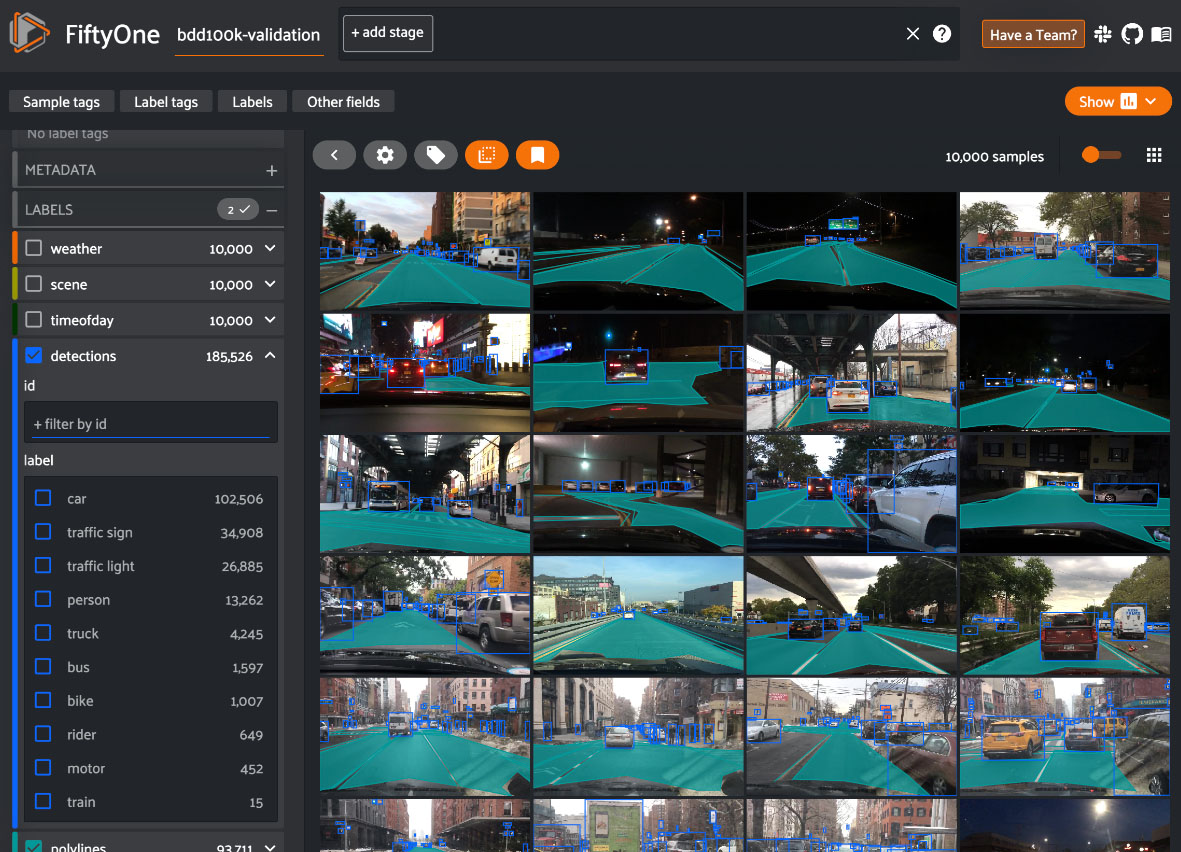 FiftyOne
bdd100k-validation
+ add stage
Have a Team?
Sample tags
Label tags
Labels
Other fields
Show
No label tags
10,000 samples
METADATA
LABELS
2
weather 10,000
scene 10,000
timeofday 10,000
detections 185,526
id
+ filter by id
label
car 102,506
traffic sign 34,908
traffic light 26,885
person 13,262
truck 4,245
bus 1,597
bike 1,007
rider 649
motor 452
train 15
polylines 93,711